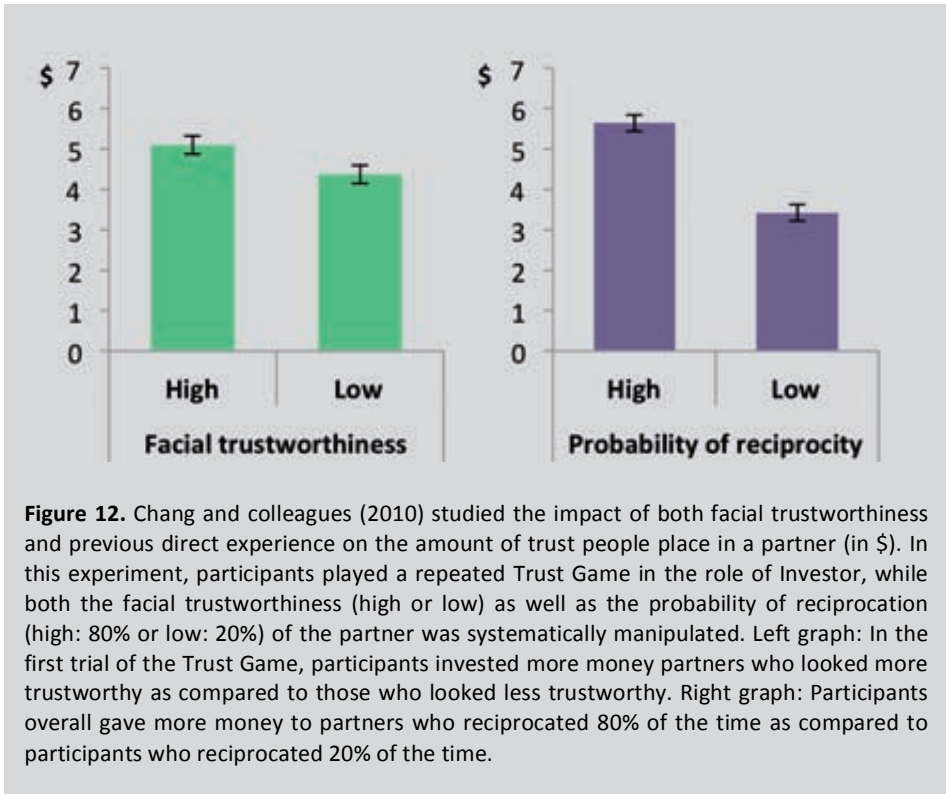 $ 7
6
5
4
3
2
1
0
High Low
Facial trustworthiness
$ 7
6
5
4
3
2
1
0
High Low
Probability of reciprocity
Figure 12. Chang and colleagues (2010) studied the impact of both facial trustworthiness
and previous direct experience on the amount of trust people place in a partner (in $). In
this experiment, participants played a repeated Trust Game in the role of Investor, while
both the facial trustworthiness (high or low) as well as the probability of reciprocation
(high: 80% or low: 20%) of the partner was systematically manipulated. Left graph: In the
first trial of the Trust Game, participants invested more money partners who looked more
trustworthy as compared to those who looked less trustworthy. Right graph: Participants
overall gave more money to partners who reciprocated 80% of the time as compared to
participants who reciprocated 20% of the time.